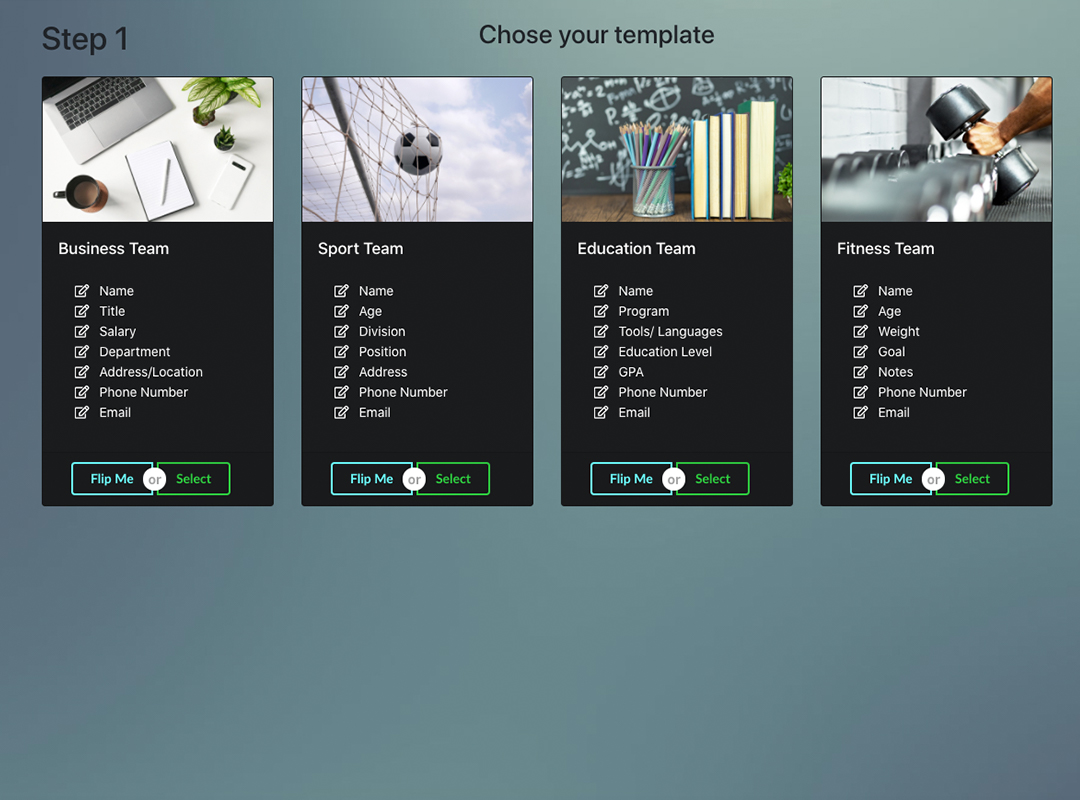 Step 1
Chose your template
Business Team
Name
Title
Salary
Department
Address/Location
Phone Number
Email
Flip Me or Select
Sport Team
Name
Age
Division
Position
Address
Phone Number
Email
Flip Me or Select
Education Team
Name
Program
Tools/ Languages
Education Level
GPA
Phone Number
Email
Flip Me or Select
Fitness Team
Name
Age
Weight
Goal
Notes
Phone Number
Email
Flip Me or Select